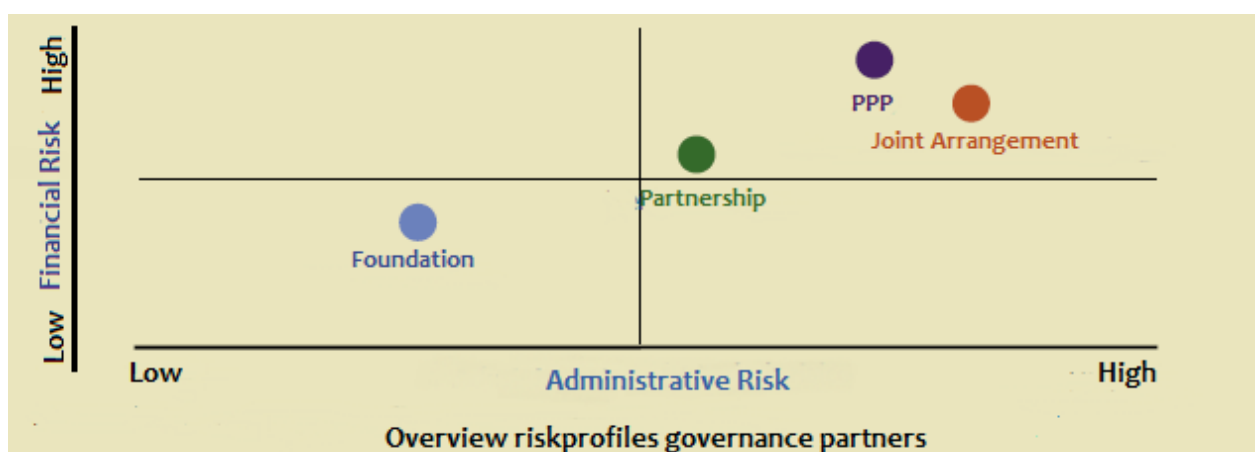 High
Financial Risk
Low
PPP
Joint Arrangement
Partnership
Foundation
Low
Administrative Risk
High
Overview riskprofiles governance partners